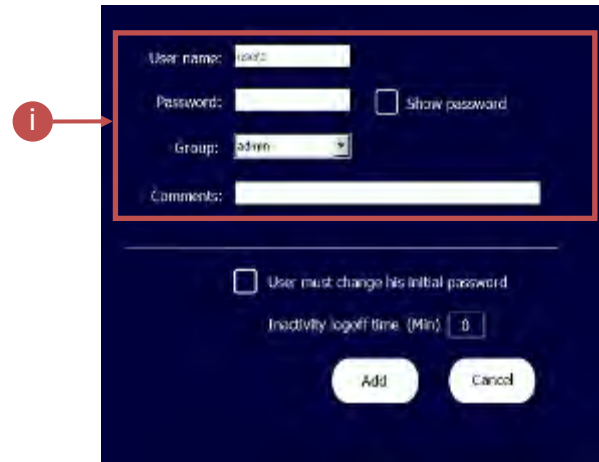 User name:
Password:
Show password
i
Group:
admin
Comments:
User must change his initial password
Inactivity logoff time (Min) 0
Add
Cancel